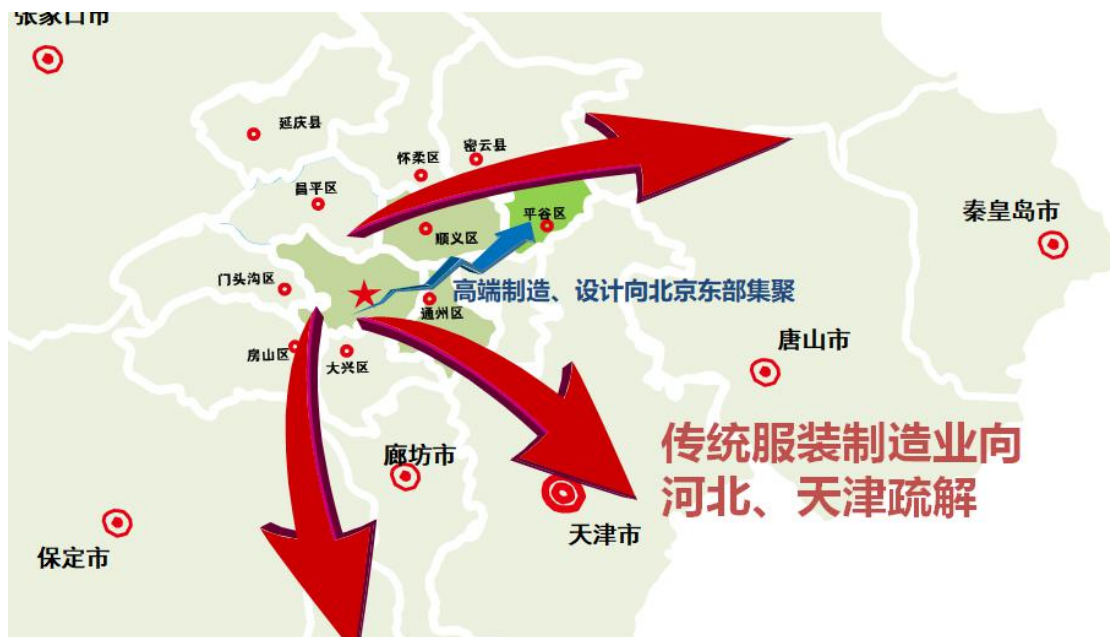 张家口市
延庆县
怀柔区
密云县
昌平区
平谷区
秦皇岛市
顺义区
门头沟区
高端制造、设计向北京东部集聚
通州区
唐山市
房山区
大兴区
传统服装制造业向
河北、天津疏解
廊坊市
天津市
保定市